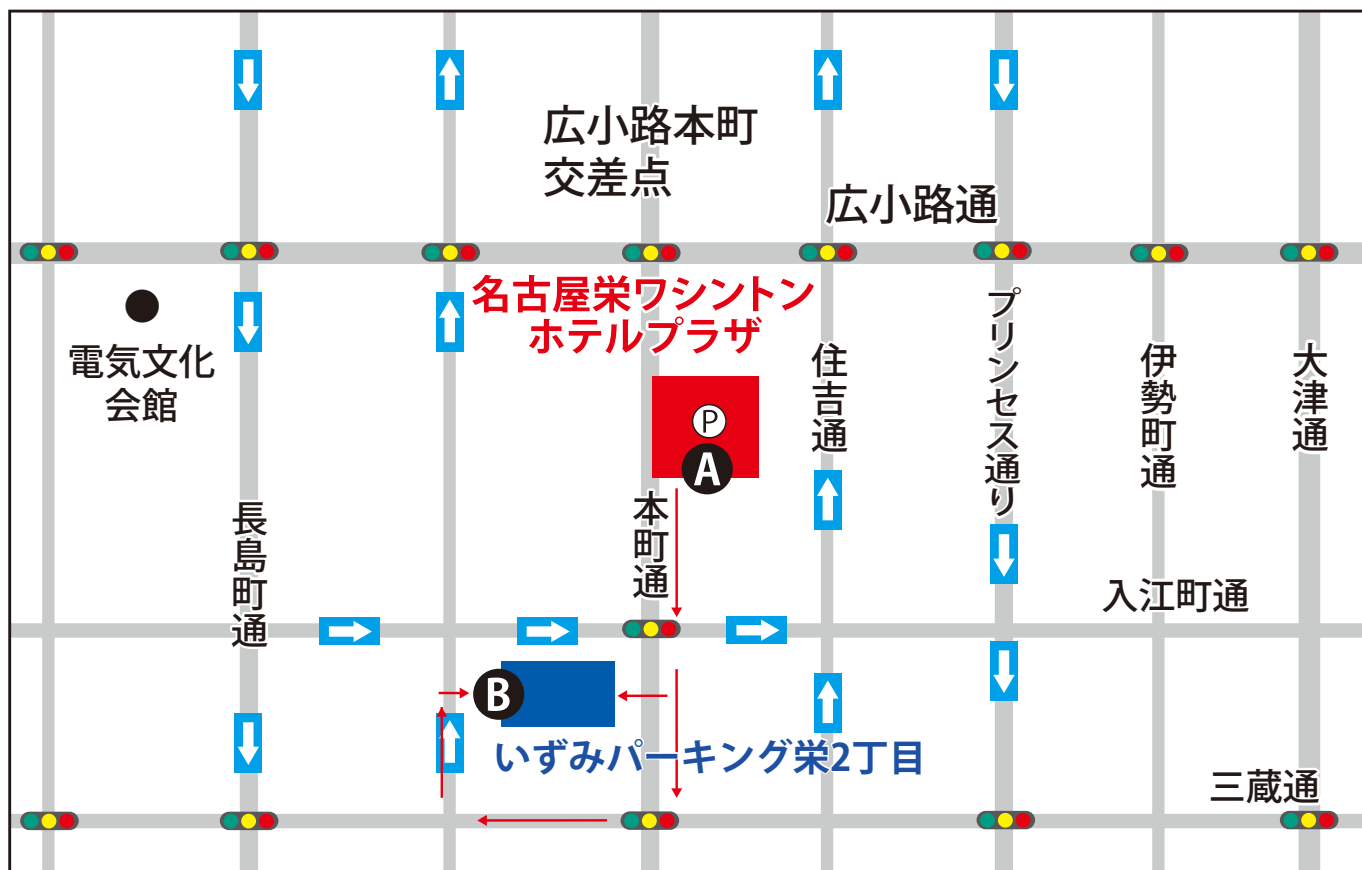 広小路本町
交差点
広小路通
名古屋栄ワシントン
ホテルプラザ
電気文化
会館
P
A
住吉通
プリンセス通り
伊勢町通
大津通
長島町通
本町通
入江町通
B
いずみパーキング栄2丁目
三蔵通